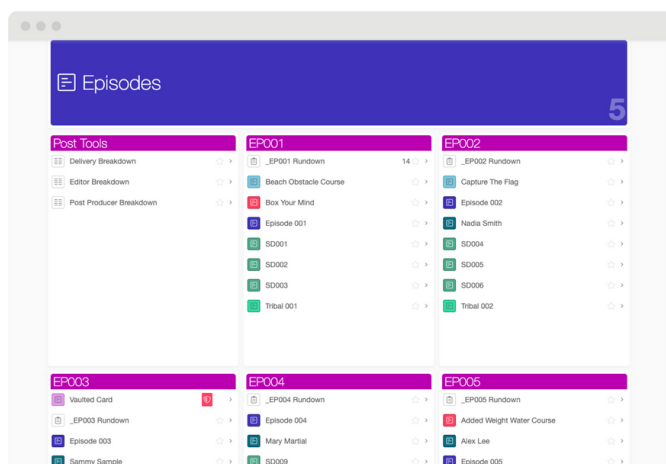 Episodes
5
Post Tools
Delivery Breakdown
Editor Breakdown
Post Producer Breakdown
EP001
_EP001 Rundown 14
Beach Obstacle Course
Box Your Mind
Episode 001
SD001
SD002
SD003
Tribal 001
EP002
_EP002 Rundown
Capture The Flag
Episode 002
Nadia Smith
SD004
SD005
SD006
Tribal 002
EP003
Vaulted Card
_EP003 Rundown
Episode 003
Sammy Sample
EP004
_EP004 Rundown
Episode 004
Mary Martial
SD009
EP005
_EP005 Rundown
Added Weight Water Course
Alex Lee
Episode 005